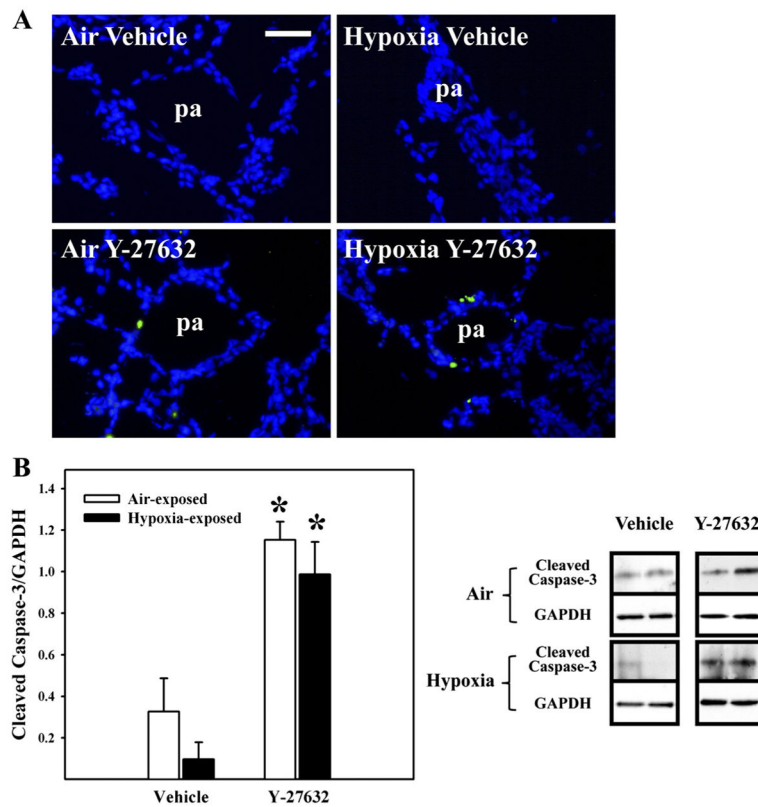 A
Air Vehicle
pa
Hypoxia Vehicle
pa
Air Y-27632
pa
Hypoxia Y-27632
pa
B
Cleaved Caspase-3/GAPDH
1.4
1.2
1.0
0.8
0.6
0.4
0.2
Air-exposed
Hypoxia-exposed
*
*
Vehicle
Y-27632
Vehicle
Y-27632
Air
Cleaved
Caspase-3
GAPDH
Hypoxia
Cleaved
Caspase-3
GAPDH